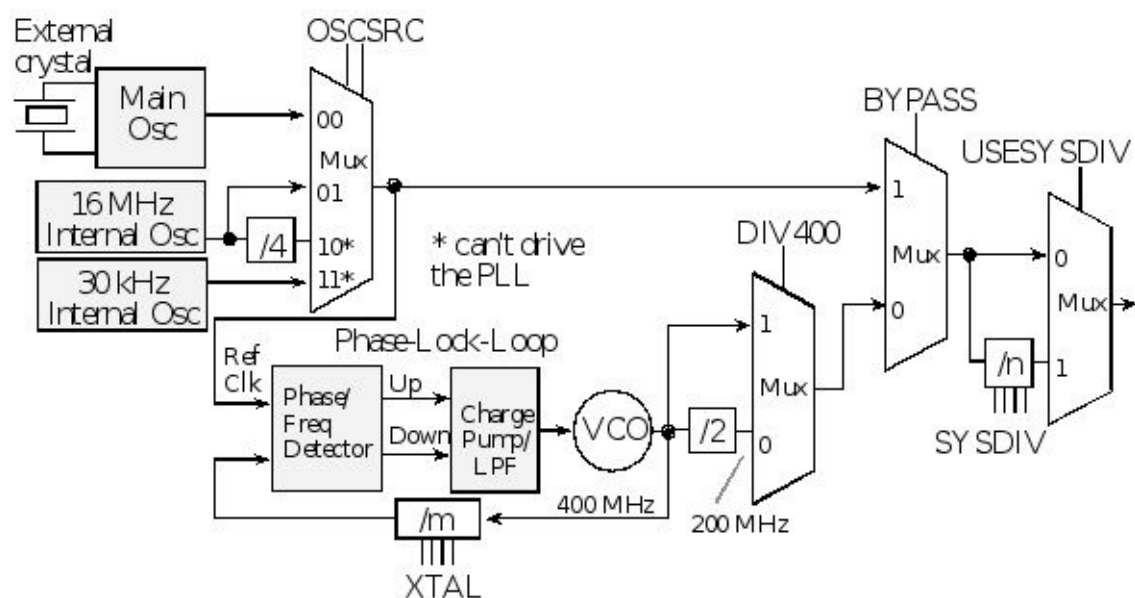 External
crystal
OSCSRC
Main
Osc
00
Mux
01
10*
11*
16 MHz
Internal Osc
/4
30 kHz
Internal Osc
* can't drive
the PLL
BYPASS
1
Mux
0
USESYSDIV
0
Mux
1
/n
SYSDIV
DIV400
1
Mux
0
Phase-Lock-Loop
Ref
Clk
Phase/
Freq
Detector
Up
Down
Charge
Pump/
LPF
VCO
/2
400 MHz
200 MHz
/m
XTAL